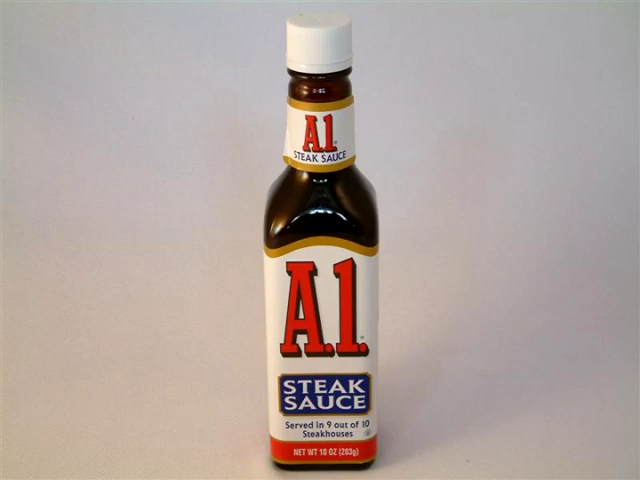 A.1.
STEAK SAUCE
A.1.
STEAK
SAUCE
Served in 9 out of 10
Steakhouses
NET WT 10 OZ (283g)